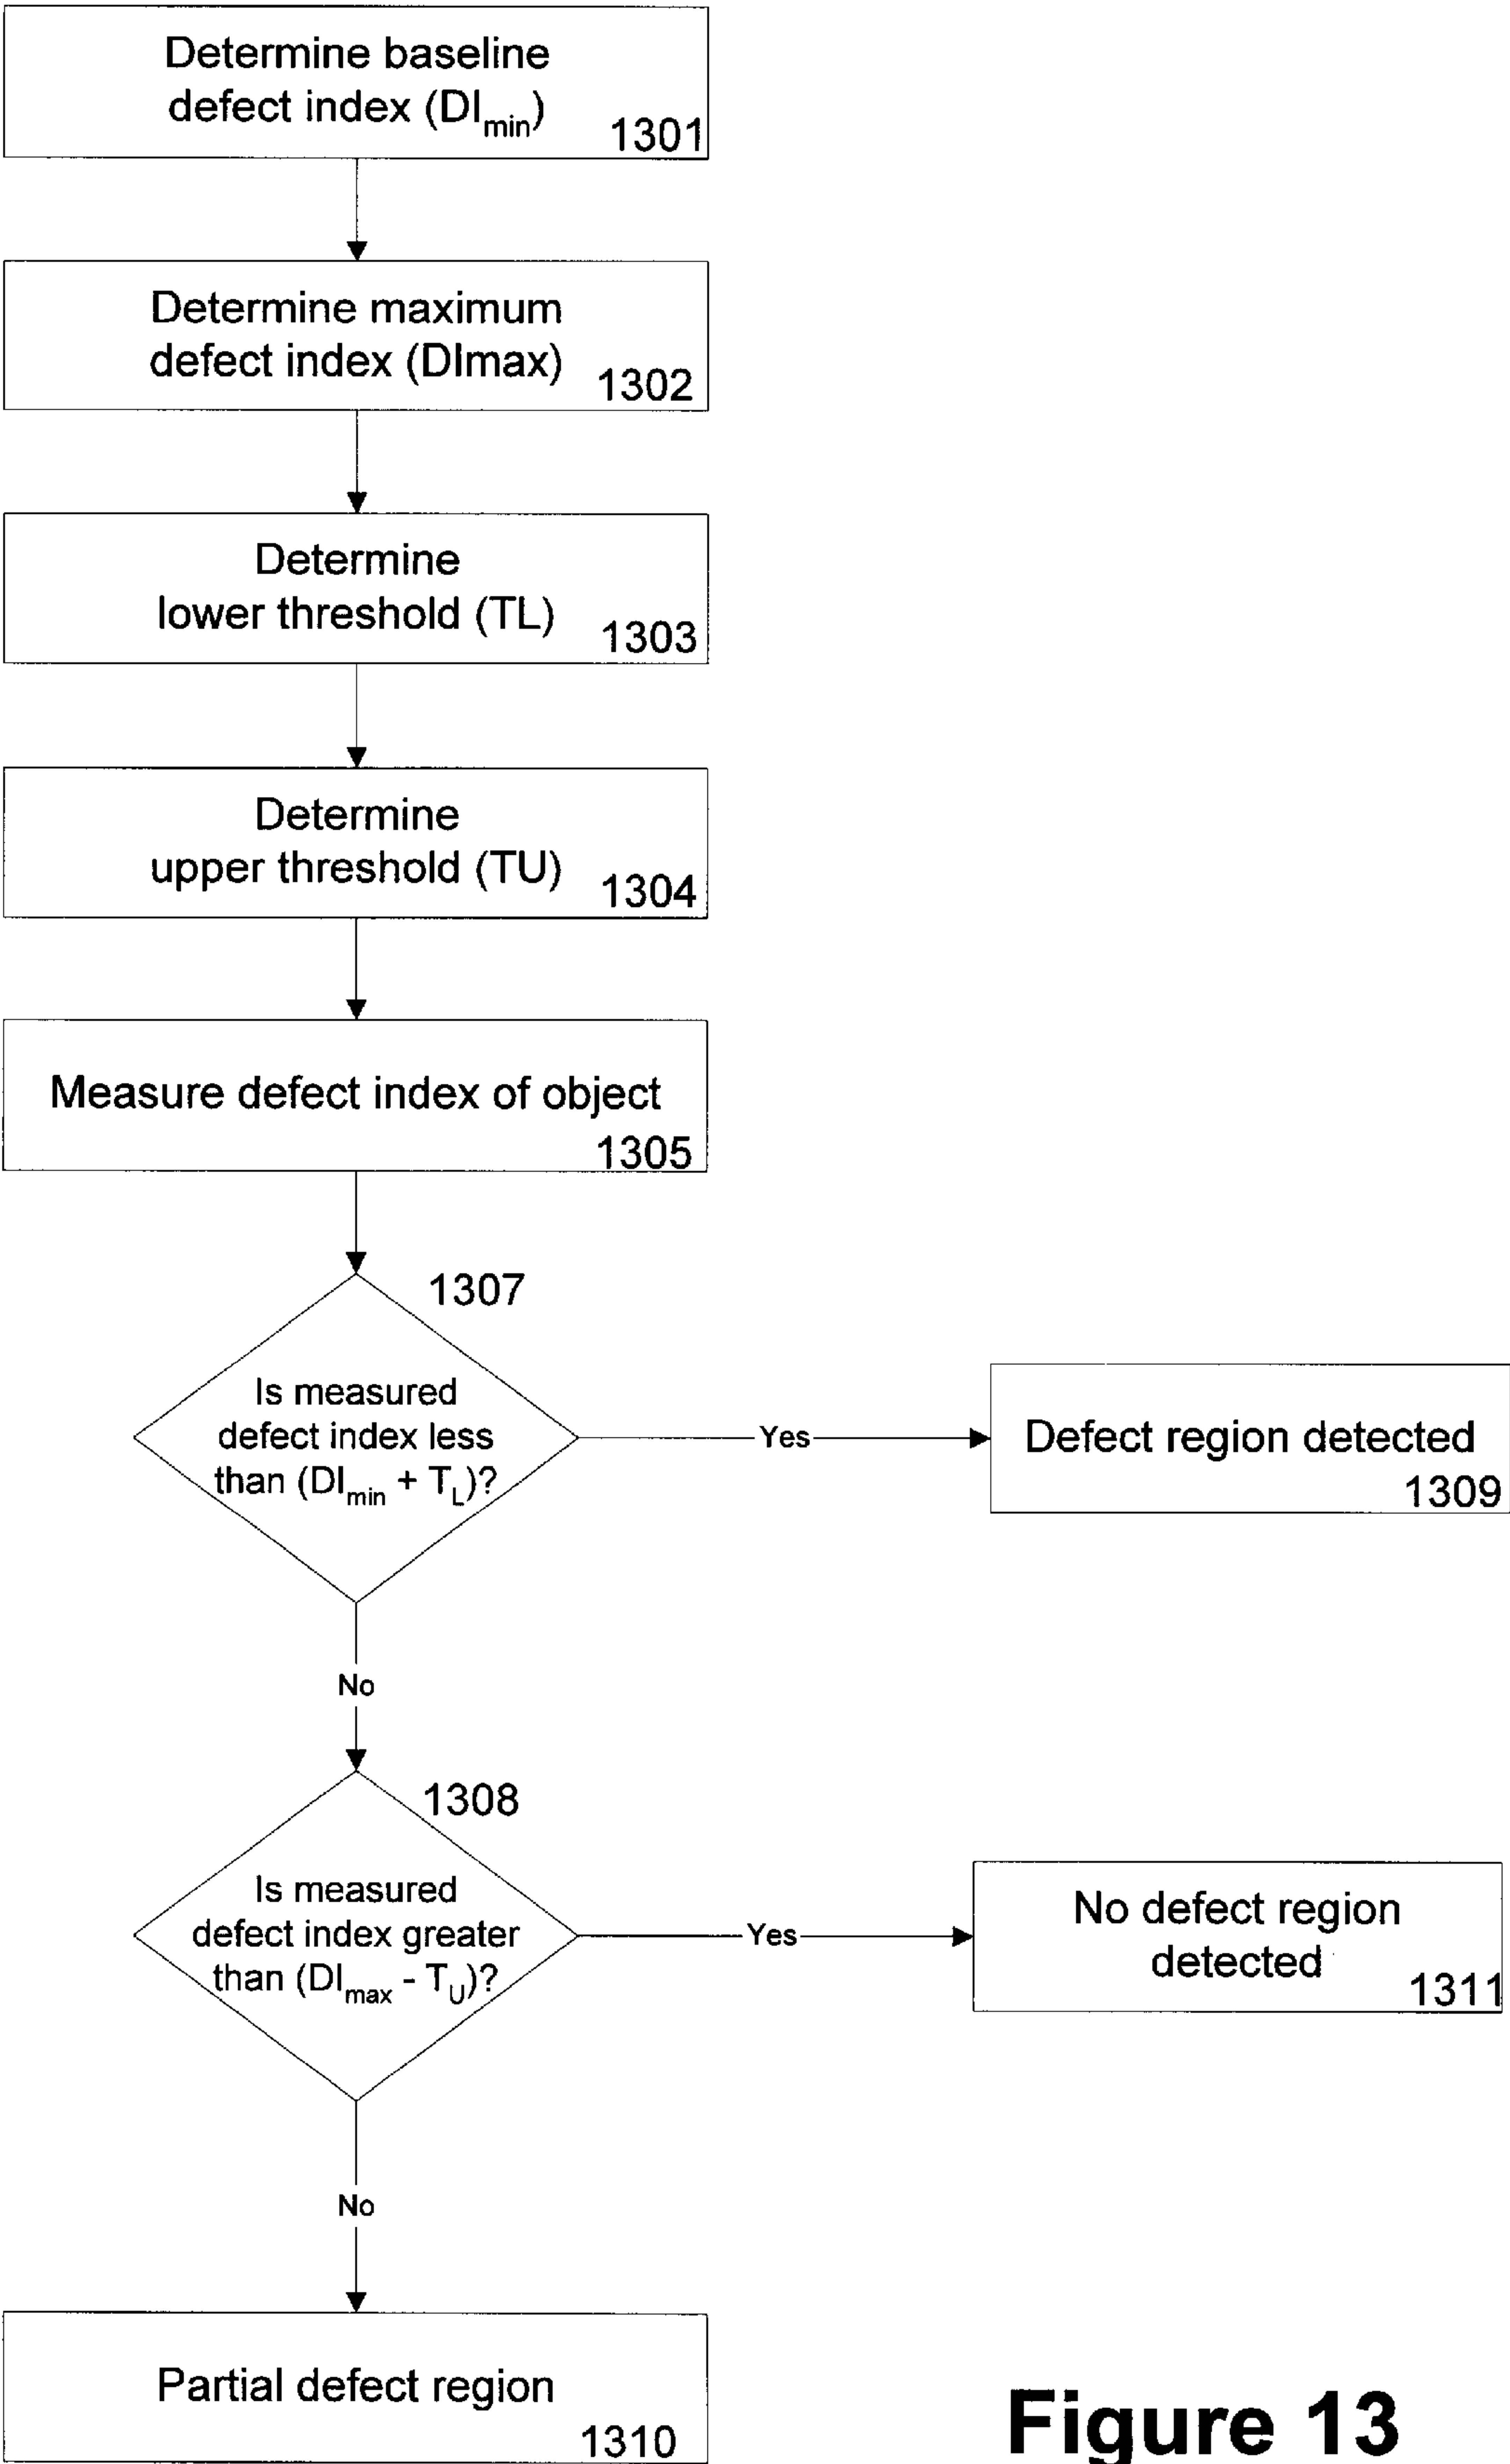 Determine baseline
defect index (DImin)
1301
Determine maximum
defect index (DImax)
1302
Determine
lower threshold (TL)
1303
Determine
upper threshold (TU)
1304
Measure defect index of object
1305
1307
Is measured
defect index less
than (DImin + TL)?
Yes
Defect region detected
1309
No
1308
Is measured
defect index greater
than (DImax - TU)?
Yes
No defect region
detected
1311
No
Partial defect region
1310
Figure 13